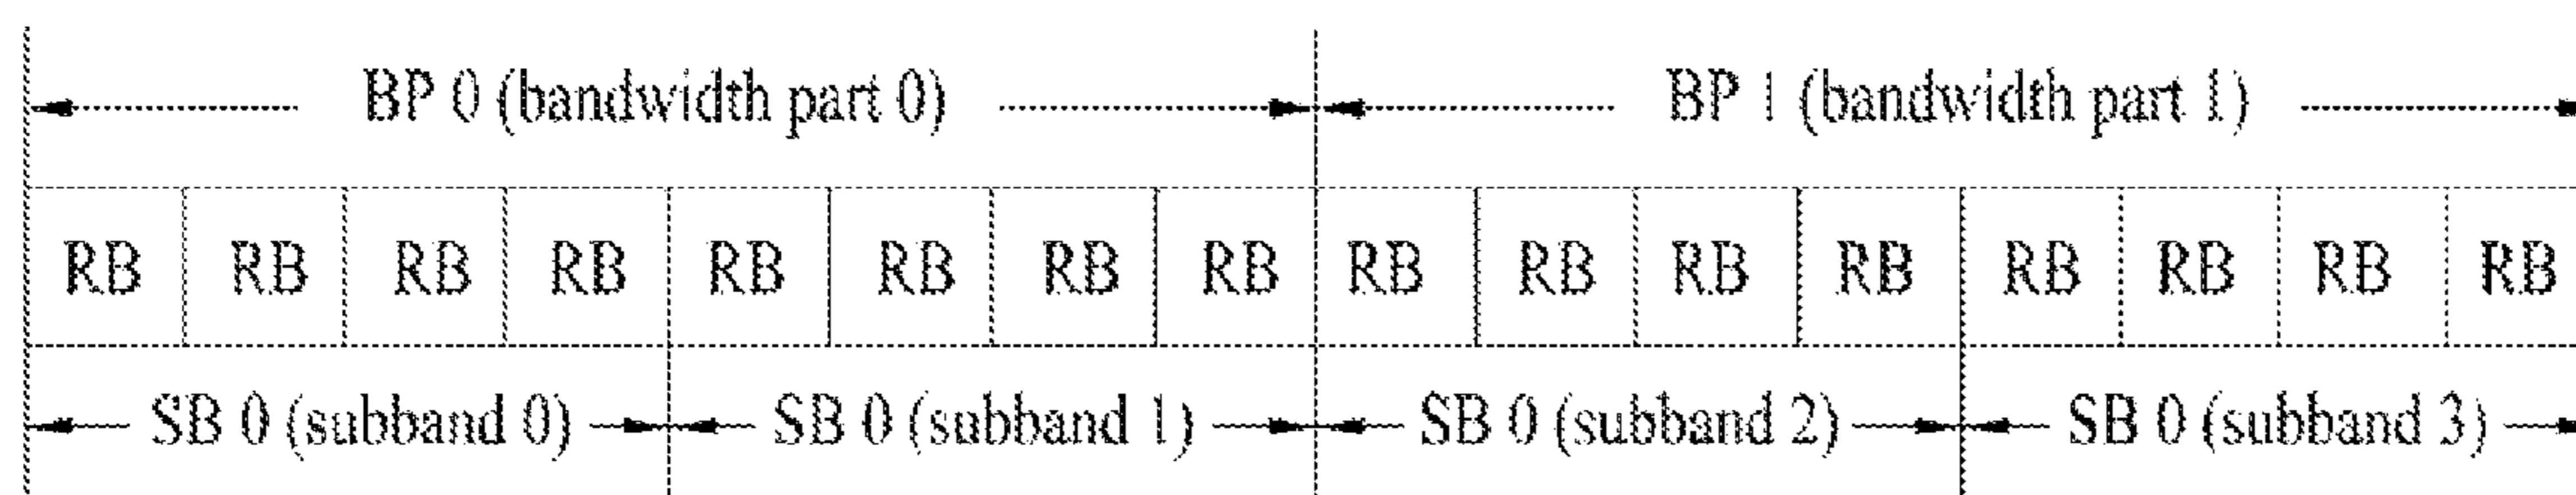 BP 0 (bandwidth part 0) BP 1 (bandwidth part 1)
RB RB RB RB RB RB RB RB RB RB RB RB RB RB RB RB
SB 0 (subband 0) SB 0 (subband 1) SB 0 (subband 2) SB 0 (subband 3)